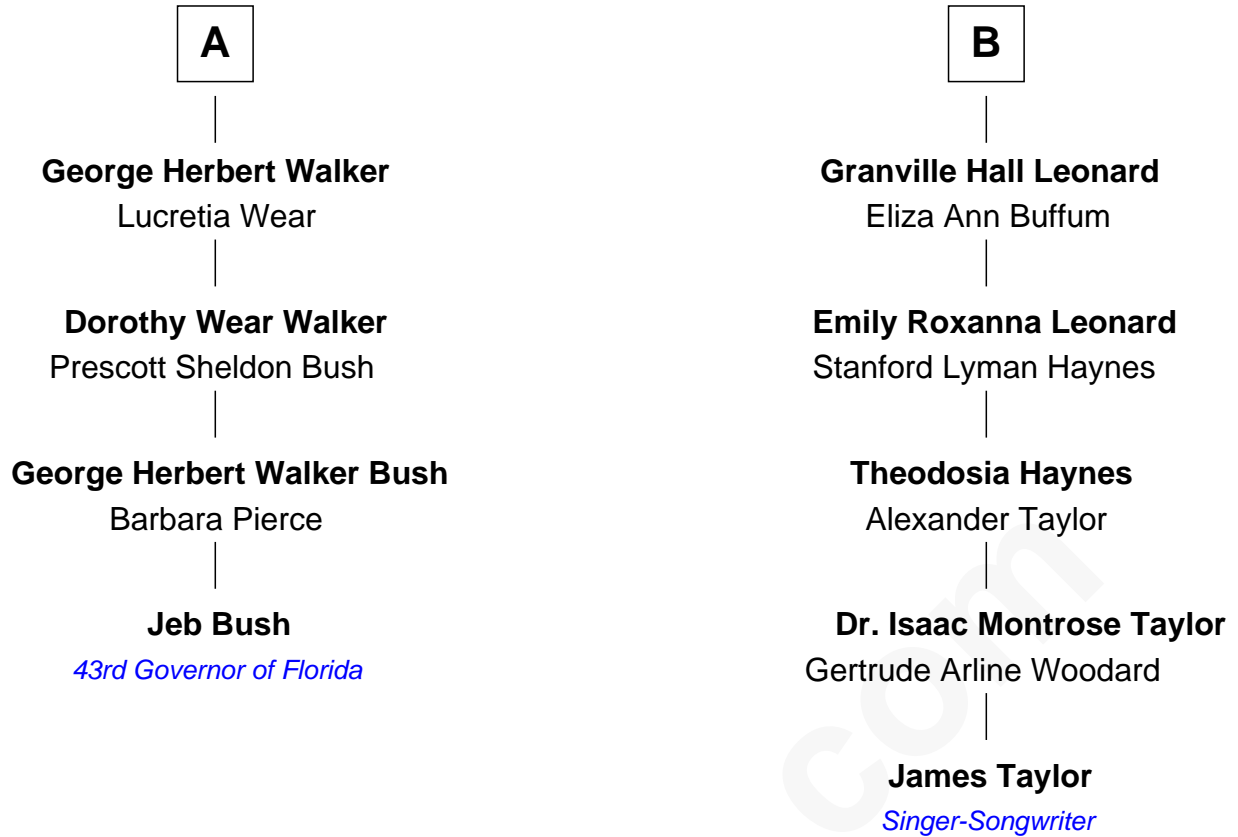 A
George Herbert Walker
Lucretia Wear
Dorothy Wear Walker
Prescott Sheldon Bush
George Herbert Walker Bush
Barbara Pierce
Jeb Bush
43rd Governor of Florida
B
Granville Hall Leonard
Eliza Ann Buffum
Emily Roxanna Leonard
Stanford Lyman Haynes
Theodosia Haynes
Alexander Taylor
Dr. Isaac Montrose Taylor
Gertrude Arline Woodard
James Taylor
Singer-Songwriter
com